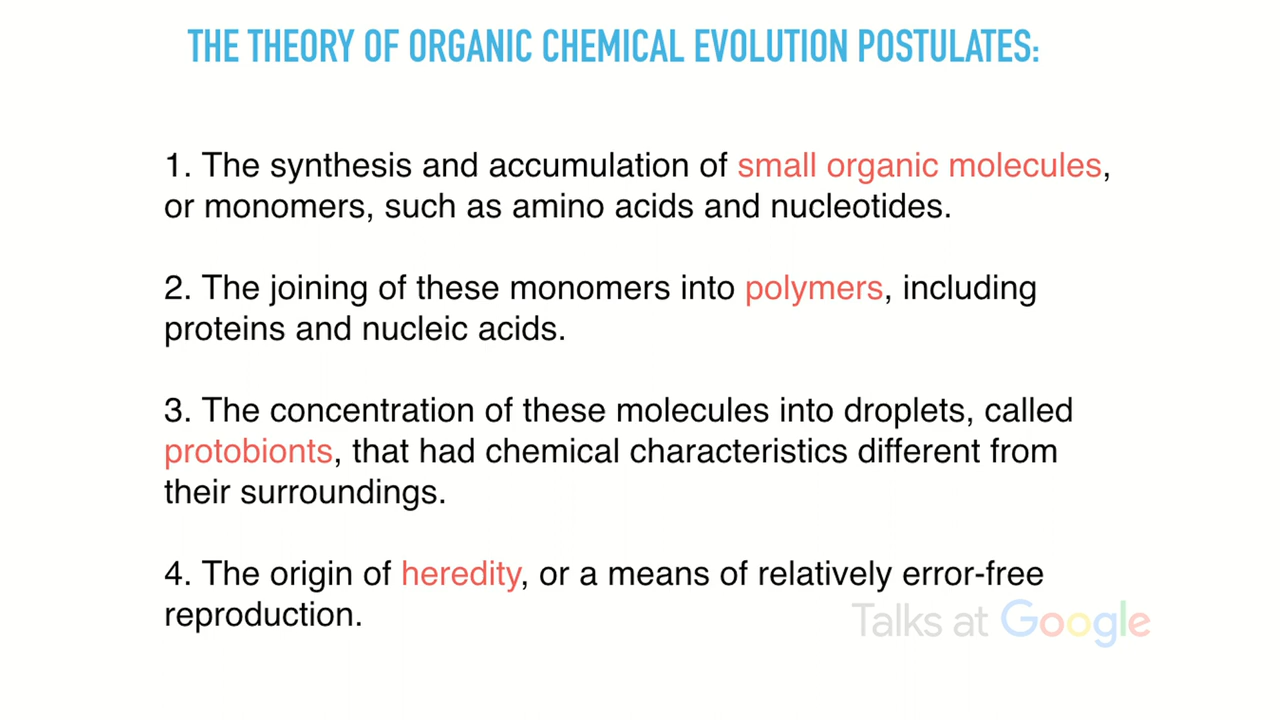 THE THEORY OF ORGANIC CHEMICAL EVOLUTION POSTULATES:
1. The synthesis and accumulation of small organic molecules,
or monomers, such as amino acids and nucleotides.
2. The joining of these monomers into polymers, including
proteins and nucleic acids.
3. The concentration of these molecules into droplets, called
protobionts, that had chemical characteristics different from
their surroundings.
4. The origin of heredity, or a means of relatively error-free
reproduction.
Talks at Google